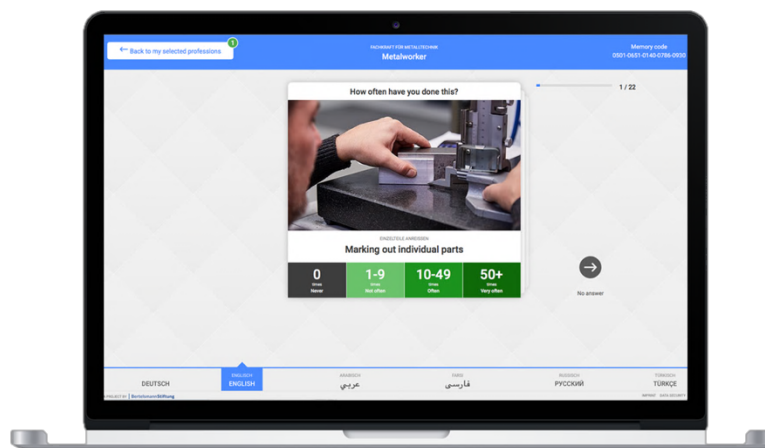 ← Back to my selected professions
1
FACHKRAFT FÜR METALLTECHNIK
Metalworker
Memory code
0501-0651-0140-0786-0930
How often have you done this?
1 / 22
EINZELTEILE ANREISSEN
Marking out individual parts
0
times
Never
1-9
times
Not often
10-49
times
Often
50+
times
Very often
No answer
DEUTSCH
ENGLISCH
ENGLISH
ARABISCH
عربي
FARSI
فارسی
RUSSISCH
РУССКИЙ
TÜRKISCH
TÜRKÇE
BertelsmannStiftung
IMPRINT DATA SECURITY